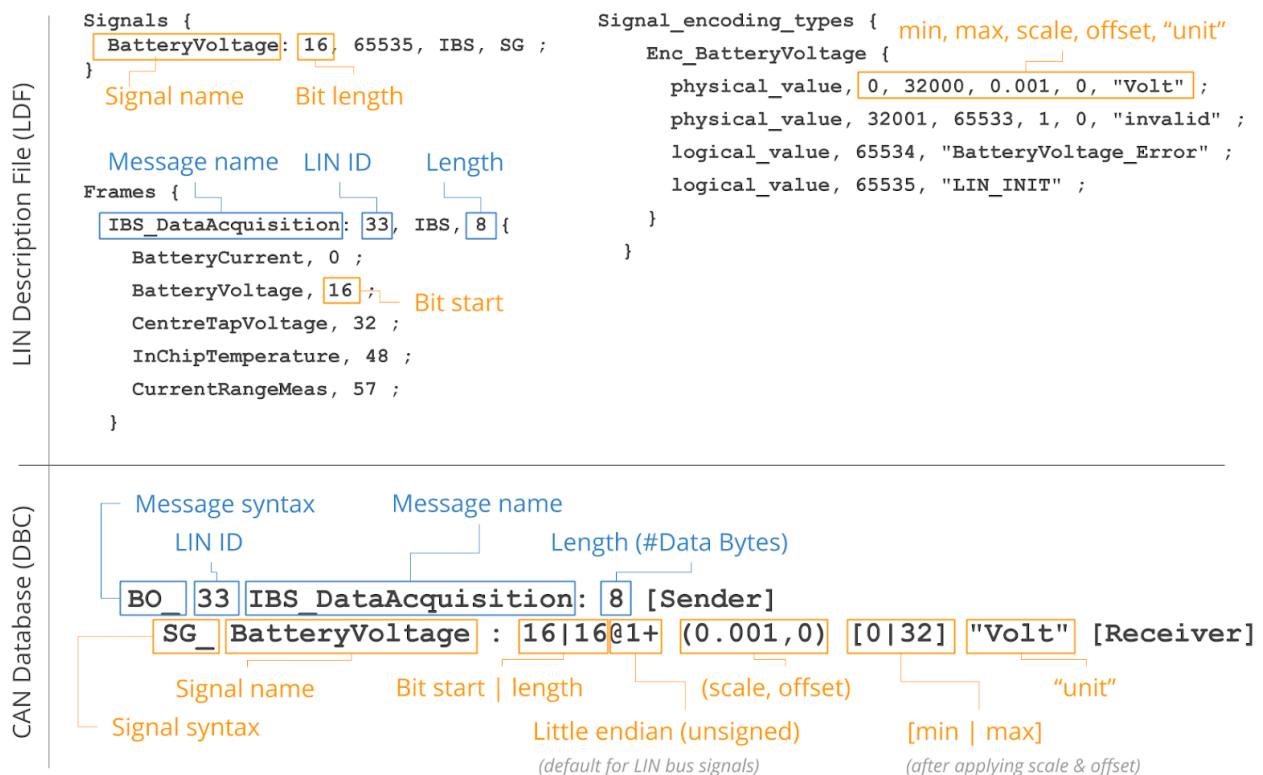 LIN Description File (LDF)
Signals {
BatteryVoltage: 16, 65535, IBS, SG ;
}
Signal name
Bit length
Message name
LIN ID
Length
Frames {
IBS_DataAcquisition: 33, IBS, 8 {
BatteryCurrent, 0 ;
BatteryVoltage, 16 ;
Bit start
CentreTapVoltage, 32 ;
InChipTemperature, 48 ;
CurrentRangeMeas, 57 ;
}
Signal_encoding_types {
min, max, scale, offset, “unit”
Enc_BatteryVoltage {
physical_value, 0, 32000, 0.001, 0, "Volt" ;
physical_value, 32001, 65533, 1, 0, "invalid" ;
logical_value, 65534, "BatteryVoltage_Error" ;
logical_value, 65535, "LIN_INIT" ;
}
}
CAN Database (DBC)
Message syntax
Message name
LIN ID
Length (#Data Bytes)
BO_ 33 IBS_DataAcquisition: 8 [Sender]
SG_ BatteryVoltage : 16|16@1+ (0.001,0) [0|32] "Volt" [Receiver]
Signal name
Bit start | length
(scale, offset)
“unit”
Signal syntax
Little endian (unsigned)
[min | max]
(default for LIN bus signals)
(after applying scale & offset)